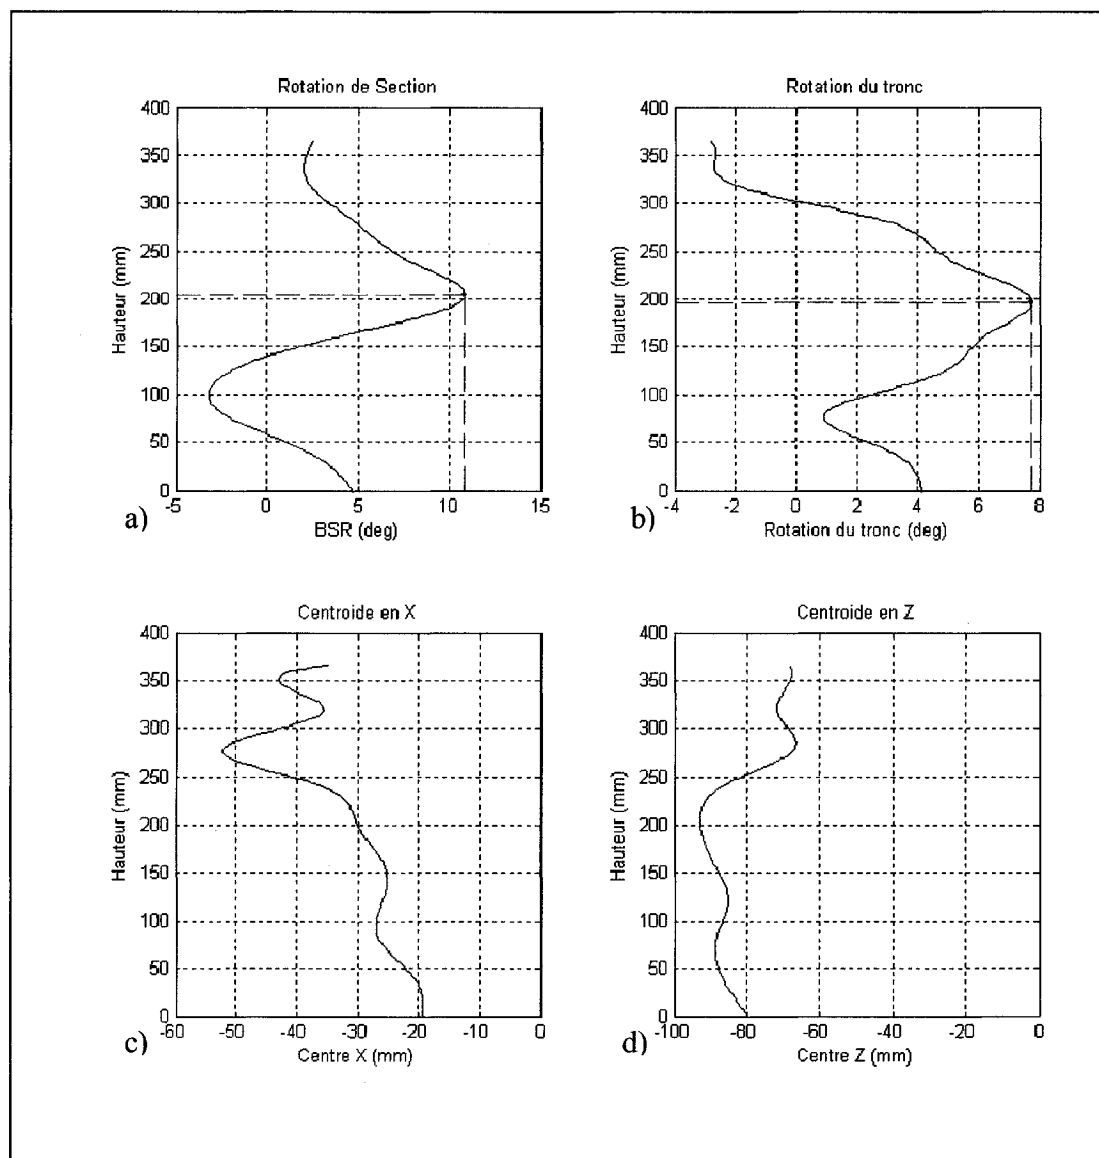 Rotation de Section
400
350
300
250
200
150
100
50
0
Hauteur (mm)
-5 0 5 10 15
a)
BSR (deg)
Rotation du tronc
400
350
300
250
200
150
100
50
0
Hauteur (mm)
-4 -2 0 2 4 6 8
b)
Rotation du tronc (deg)
Centroide en X
400
350
300
250
200
150
100
50
0
Hauteur (mm)
-60 -50 -40 -30 -20 -10 0
c)
Centre X (mm)
Centroide en Z
400
350
300
250
200
150
100
50
0
Hauteur (mm)
-100 -80 -60 -40 -20 0
d)
Centre Z (mm)